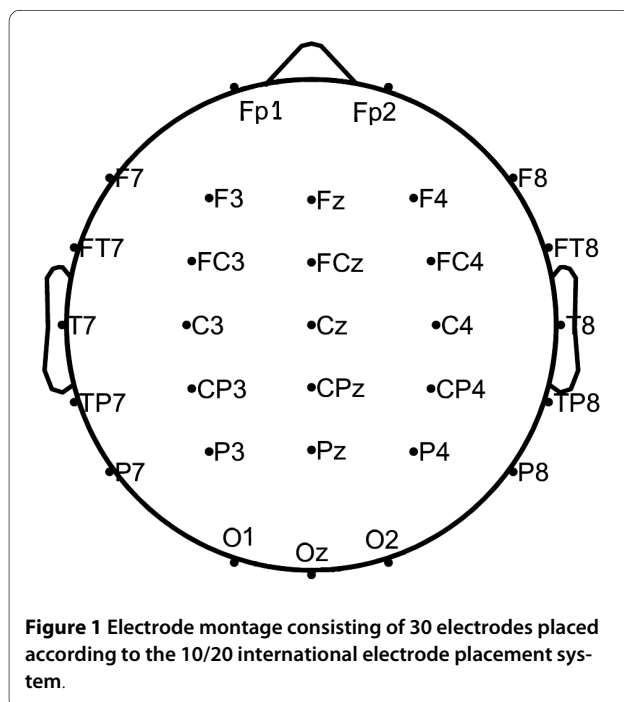 Fp1 Fp2
F7 F8
F3 Fz F4
FT7 FT8
FC3 FCz FC4
T7 C3 Cz C4 T8
CP3 CPz CP4
TP7 TP8
P3 Pz P4
P7 P8
O1 Oz O2
Figure 1 Electrode montage consisting of 30 electrodes placed
according to the 10/20 international electrode placement sys-
tem.